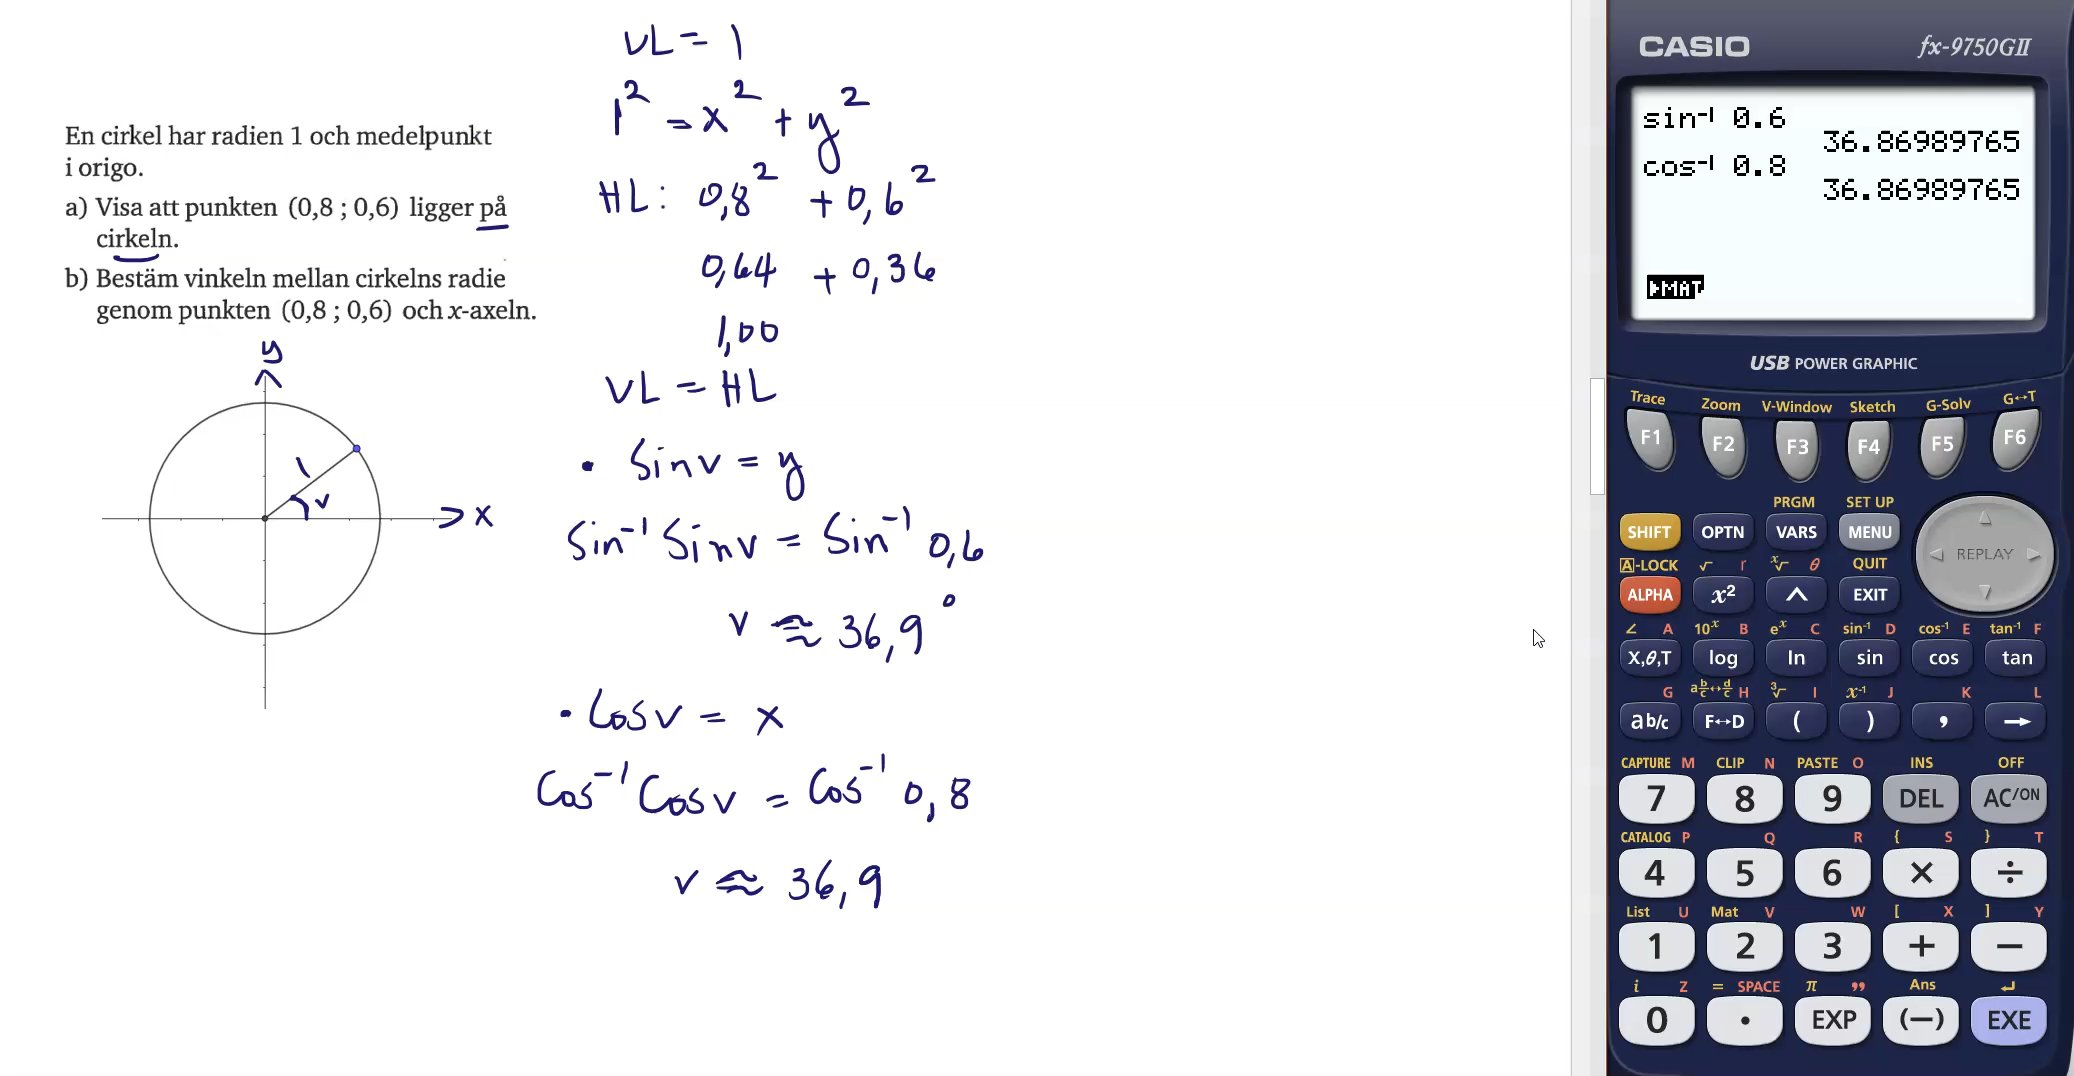 En cirkel har radien 1 och medelpunkt
i origo.
a) Visa att punkten (0,8 ; 0,6) ligger på
cirkeln.
b) Bestäm vinkeln mellan cirkelns radie
genom punkten (0,8 ; 0,6) och x-axeln.
y
1
v
x
VL = 1
1² = x² + y²
HL: 0,8² + 0,6²
0,64 + 0,36
1,00
VL = HL
• Sinv = y
Sin⁻¹ Sinv = Sin⁻¹ 0,6
v ≈ 36,9°
• Cosv = x
Cos⁻¹ Cosv = Cos⁻¹ 0,8
v ≈ 36,9
CASIO fx-9750GII
sin⁻¹ 0.6
36.86989765
cos⁻¹ 0.8
36.86989765
▶MAT
USB POWER GRAPHIC
Trace Zoom V-Window Sketch G-Solv G↔T
F1 F2 F3 F4 F5 F6
PRGM SET UP
SHIFT OPTN VARS MENU
REPLAY
A-LOCK √ r ˣ√ θ QUIT
ALPHA x² ^ EXIT
∠ A 10ˣ B eˣ C sin⁻¹ D cos⁻¹ E tan⁻¹ F
X,θ,T log ln sin cos tan
G a b/c↔d/c H ³√ I x⁻¹ J K L
a b/c F↔D ( ) , →
CAPTURE M CLIP N PASTE O INS OFF
7 8 9 DEL AC/ON
CATALOG P Q R { S } T
4 5 6 × ÷
List U Mat V W [ X ] Y
1 2 3 + −
i Z = SPACE π ” Ans ↵
0 • EXP (−) EXE